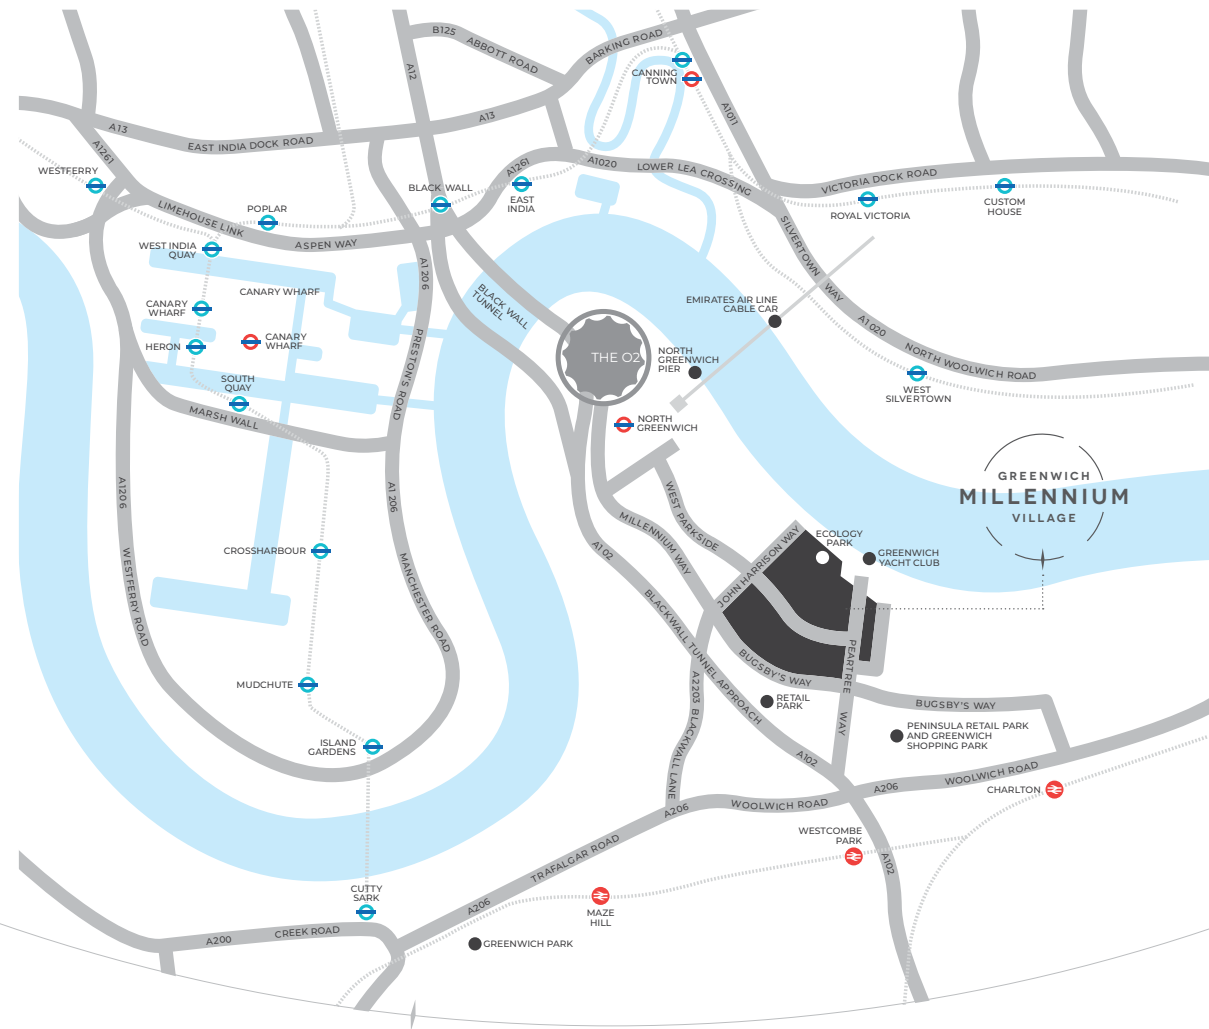 B125
ABBOTT ROAD
BARKING ROAD
A12
CANNING
TOWN
A13
EAST INDIA DOCK ROAD
A13
A1011
A1261
WESTFERRY
A1261
A1020
LOWER LEA CROSSING
VICTORIA DOCK ROAD
BLACK WALL
EAST
INDIA
ROYAL VICTORIA
CUSTOM
HOUSE
LIMEHOUSE LINK
POPLAR
ASPEN WAY
WEST INDIA
QUAY
SILVERTOWN
WAY
A1206
CANARY WHARF
CANARY
WHARF
CANARY
WHARF
HERON
BLACK WALL
TUNNEL
EMIRATES AIR LINE
CABLE CAR
A1020
NORTH WOOLWICH ROAD
THE O2
NORTH
GREENWICH
PIER
PRESTON'S ROAD
SOUTH
QUAY
MARSH WALL
NORTH
GREENWICH
WEST
SILVERTOWN
GREENWICH
MILLENNIUM
VILLAGE
A1206
A1206
WEST PARKSIDE
MILLENNIUM WAY
A102
JOHN HARRISON WAY
ECOLOGY
PARK
GREENWICH
YACHT CLUB
CROSSHARBOUR
WESTFERRY ROAD
MANCHESTER ROAD
BLACKWALL TUNNEL APPROACH
BUGSBY'S WAY
PEARTREE
WAY
MUDCHUTE
A2203 BLACKWALL LANE
RETAIL
PARK
BUGSBY'S WAY
PENINSULA RETAIL PARK
AND GREENWICH
SHOPPING PARK
ISLAND
GARDENS
A102
WOOLWICH ROAD
A206
CHARLTON
A206
WOOLWICH ROAD
WESTCOMBE
PARK
A102
TRAFALGAR ROAD
CUTTY
SARK
A206
MAZE
HILL
A200
CREEK ROAD
GREENWICH PARK